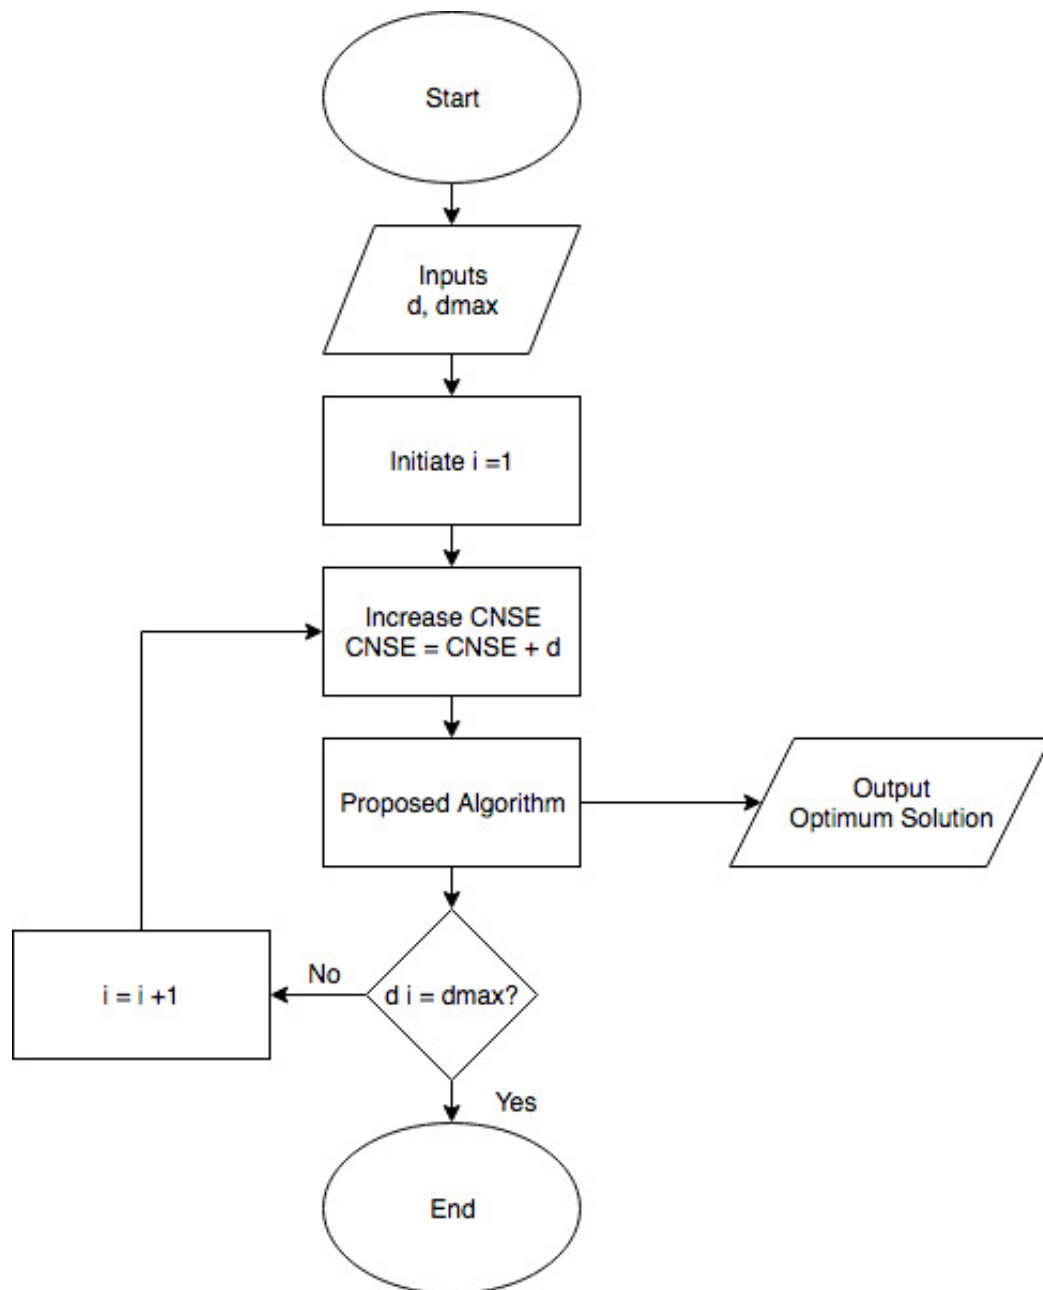 Start
Inputs
d, dmax
Initiate i =1
Increase CNSE
CNSE = CNSE + d
Proposed Algorithm
Output
Optimum Solution
d i = dmax?
No
i = i +1
Yes
End